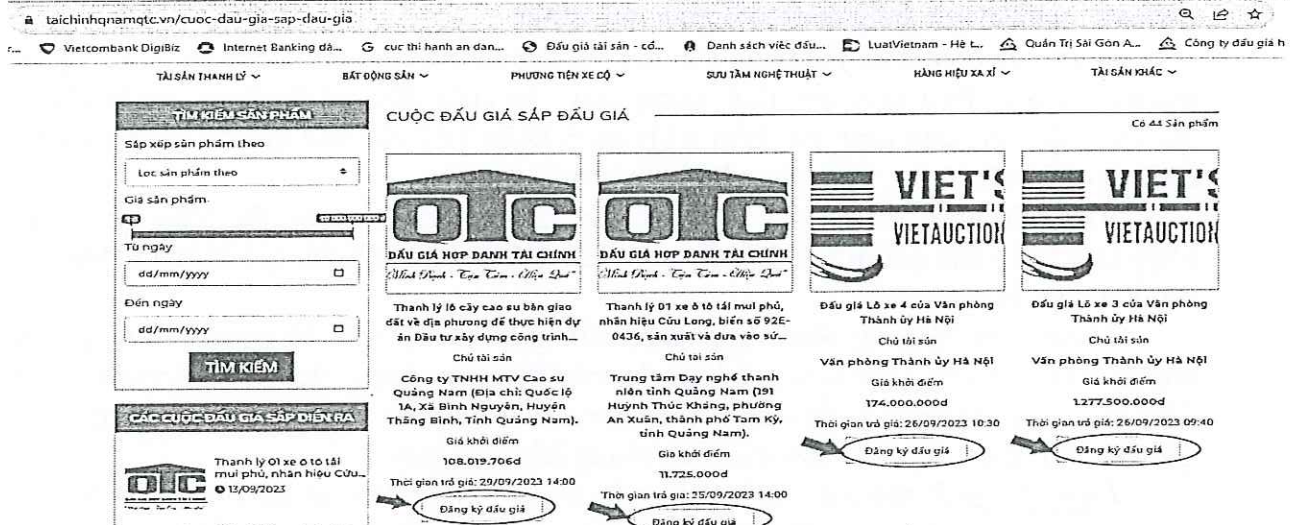 taichinhqnamqtc.vn/cuoc-dau-gia-sap-dau-gia
Vietcombank DigiBiz
Internet Banking dà...
cuc thi hanh an dan...
Đấu giá tài sản - cổ...
Danh sách việc đấu...
LuatVietnam - Hệ t...
Quản Trị Sài Gòn A...
Công ty đấu giá h
TÀI SẢN THANH LÝ
BẤT ĐỘNG SẢN
PHƯƠNG TIỆN XE CỘ
SƯU TẦM NGHỆ THUẬT
HÀNG HIỆU XA XỈ
TÀI SẢN KHÁC
TÌM KIẾM SẢN PHẨM
Sắp xếp sản phẩm theo
Lọc sản phẩm theo
Giá sản phẩm
Từ ngày
dd/mm/yyyy
Đến ngày
dd/mm/yyyy
TÌM KIẾM
CÁC CUỘC ĐẤU GIÁ SẮP DIỄN RA
Thanh lý 01 xe ô tô tải
mui phủ, nhãn hiệu Cửu...
13/09/2023
CUỘC ĐẤU GIÁ SẮP ĐẤU GIÁ
Có 44 Sản phẩm
QTC
ĐẤU GIÁ HỢP DANH TÀI CHÍNH
Thanh lý lô cây cao su bàn giao
đất về địa phương để thực hiện dự
án Đầu tư xây dựng công trình...
Chủ tài sản
Công ty TNHH MTV Cao su
Quảng Nam (Địa chỉ: Quốc lộ
1A, Xã Bình Nguyên, Huyện
Thăng Bình, Tỉnh Quảng Nam).
Giá khởi điểm
108.019.706đ
Thời gian trả giá: 29/09/2023 14:00
Đăng ký đấu giá
QTC
ĐẤU GIÁ HỢP DANH TÀI CHÍNH
Thanh lý 01 xe ô tô tải mui phủ,
nhãn hiệu Cửu Long, biển số 92E-
0436, sản xuất và đưa vào sử...
Chủ tài sản
Trung tâm Dạy nghề thanh
niên tỉnh Quảng Nam (191
Huỳnh Thúc Kháng, phường
An Xuân, thành phố Tam Kỳ,
tỉnh Quảng Nam).
Giá khởi điểm
11.725.000đ
Thời gian trả giá: 25/09/2023 14:00
Đăng ký đấu giá
VIET'S
VIETAUCTION
Đấu giá Lô xe 4 của Văn phòng
Thành ủy Hà Nội
Chủ tài sản
Văn phòng Thành ủy Hà Nội
Giá khởi điểm
174.000.000đ
Thời gian trả giá: 26/09/2023 10:30
Đăng ký đấu giá
VIET'S
VIETAUCTION
Đấu giá Lô xe 3 của Văn phòng
Thành ủy Hà Nội
Chủ tài sản
Văn phòng Thành ủy Hà Nội
Giá khởi điểm
1.277.500.000đ
Thời gian trả giá: 26/09/2023 09:40
Đăng ký đấu giá
QTC